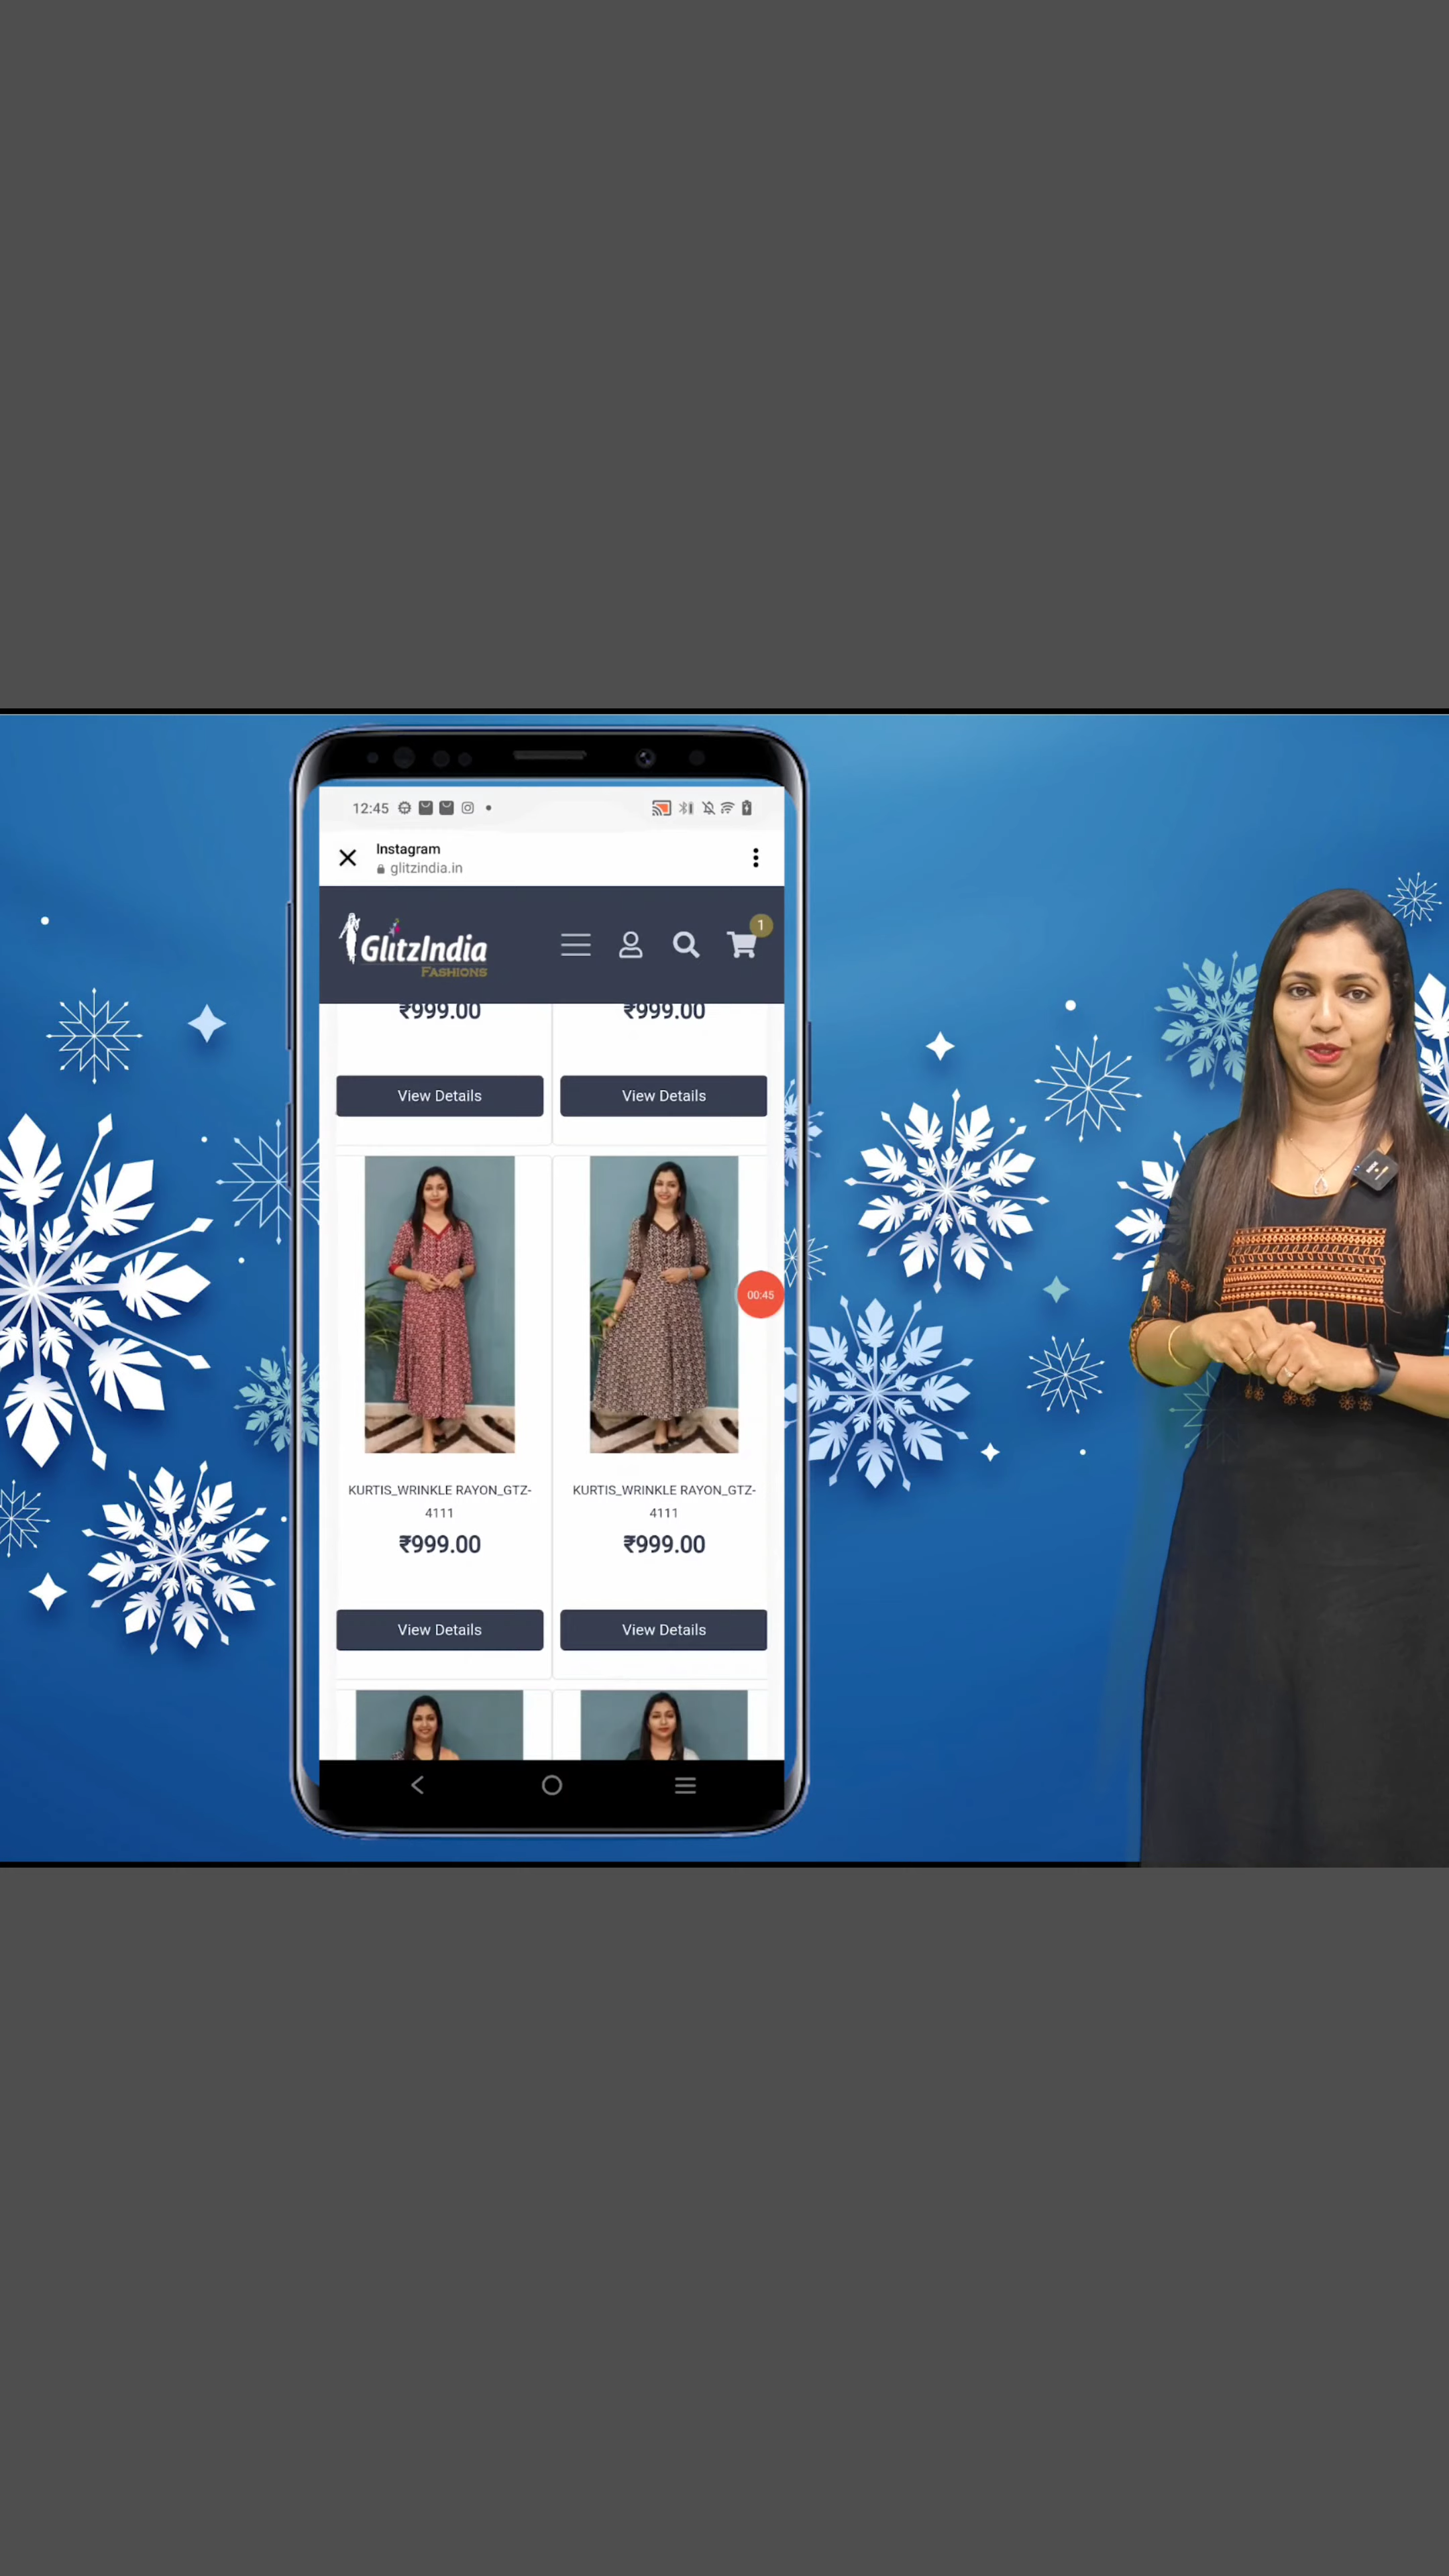 12:45
Instagram
glitzindia.in
GlitzIndia
FASHIONS
1
₹999.00
₹999.00
View Details
View Details
00:45
KURTIS_WRINKLE RAYON_GTZ-
4111
₹999.00
KURTIS_WRINKLE RAYON_GTZ-
4111
₹999.00
View Details
View Details